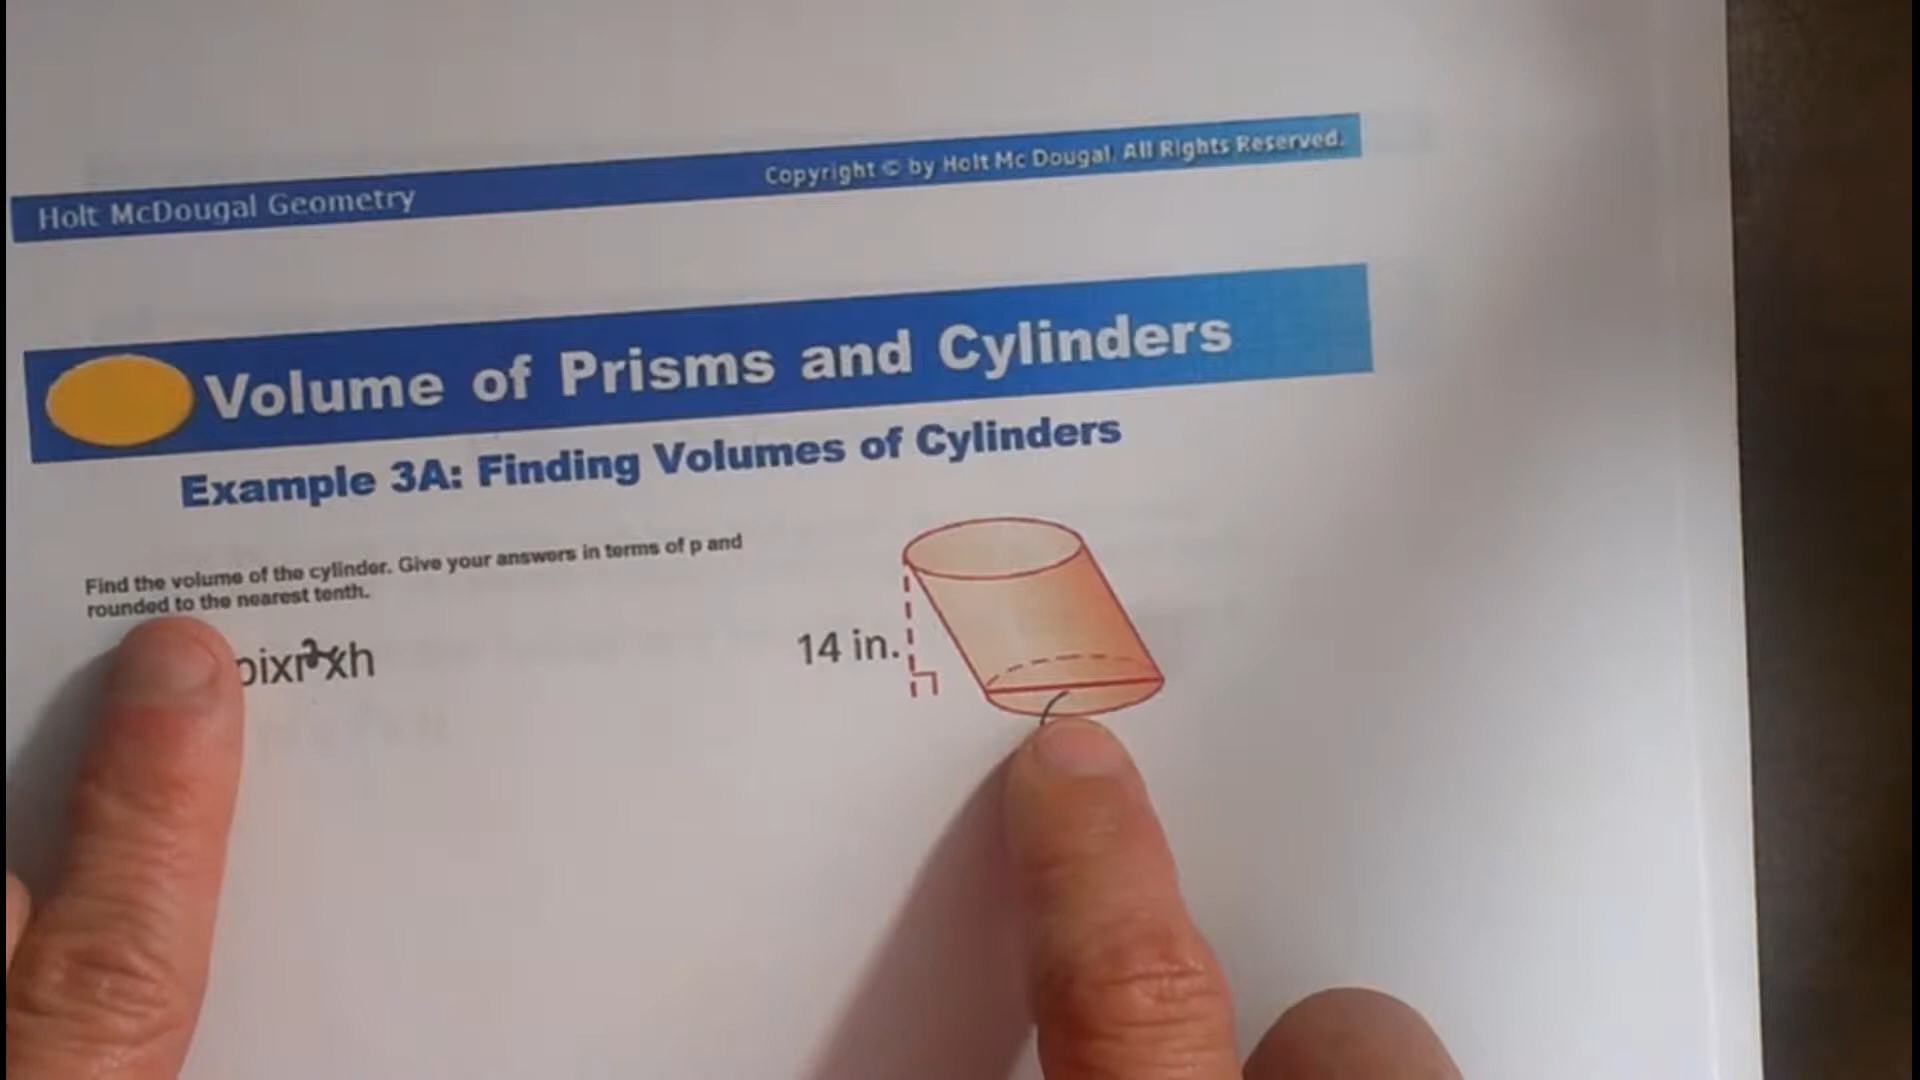 Holt McDougal Geometry
Copyright © by Holt Mc Dougal. All Rights Reserved.
Volume of Prisms and Cylinders
Example 3A: Finding Volumes of Cylinders
Find the volume of the cylinder. Give your answers in terms of p and
rounded to the nearest tenth.
pixr²xh
14 in.